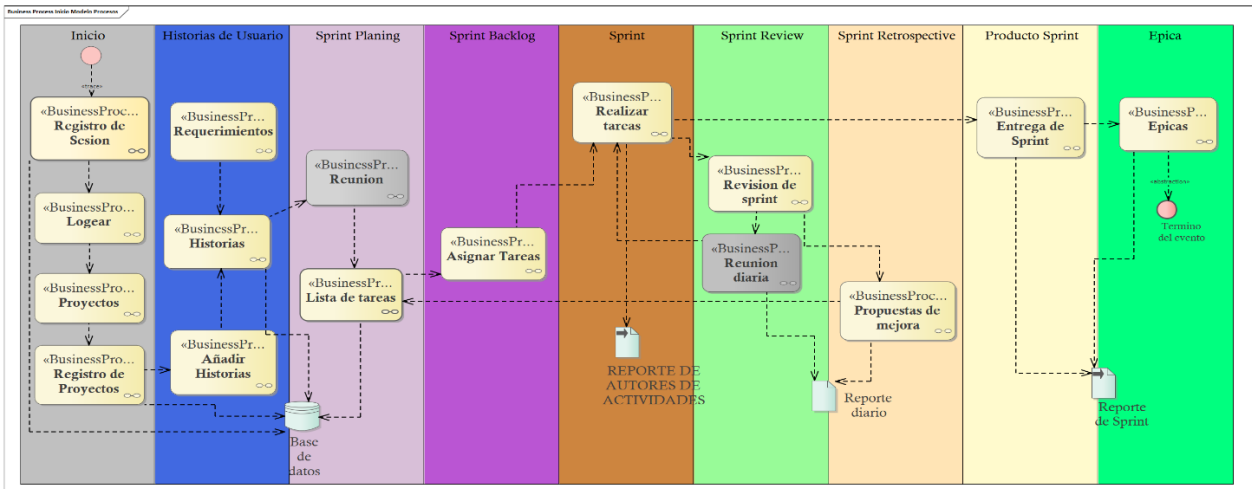 Business Process Inicio Modelo Procesos
Inicio
«trace»
«BusinessProc...
Registro de
Sesion
«BusinessPro...
Logear
«BusinessPro...
Proyectos
«BusinessPro...
Registro de
Proyectos
Historias de Usuario
«BusinessPr...
Requerimientos
«BusinessPr...
Historias
«BusinessPr...
Añadir
Historias
Sprint Planing
«BusinessPr...
Reunion
«BusinessPr...
Lista de tareas
Base
de
datos
Sprint Backlog
«BusinessPr...
Asignar Tareas
Sprint
«BusinessP...
Realizar
tareas
REPORTE DE
AUTORES DE
ACTIVIDADES
Sprint Review
«BusinessP...
Revision de
sprint
«BusinessP...
Reunion
diaria
Sprint Retrospective
«BusinessProc...
Propuestas de
mejora
Reporte
diario
Producto Sprint
«BusinessPr...
Entrega de
Sprint
Epica
«BusinessP...
Epicas
«abstraction»
Termino
del evento
Reporte
de Sprint